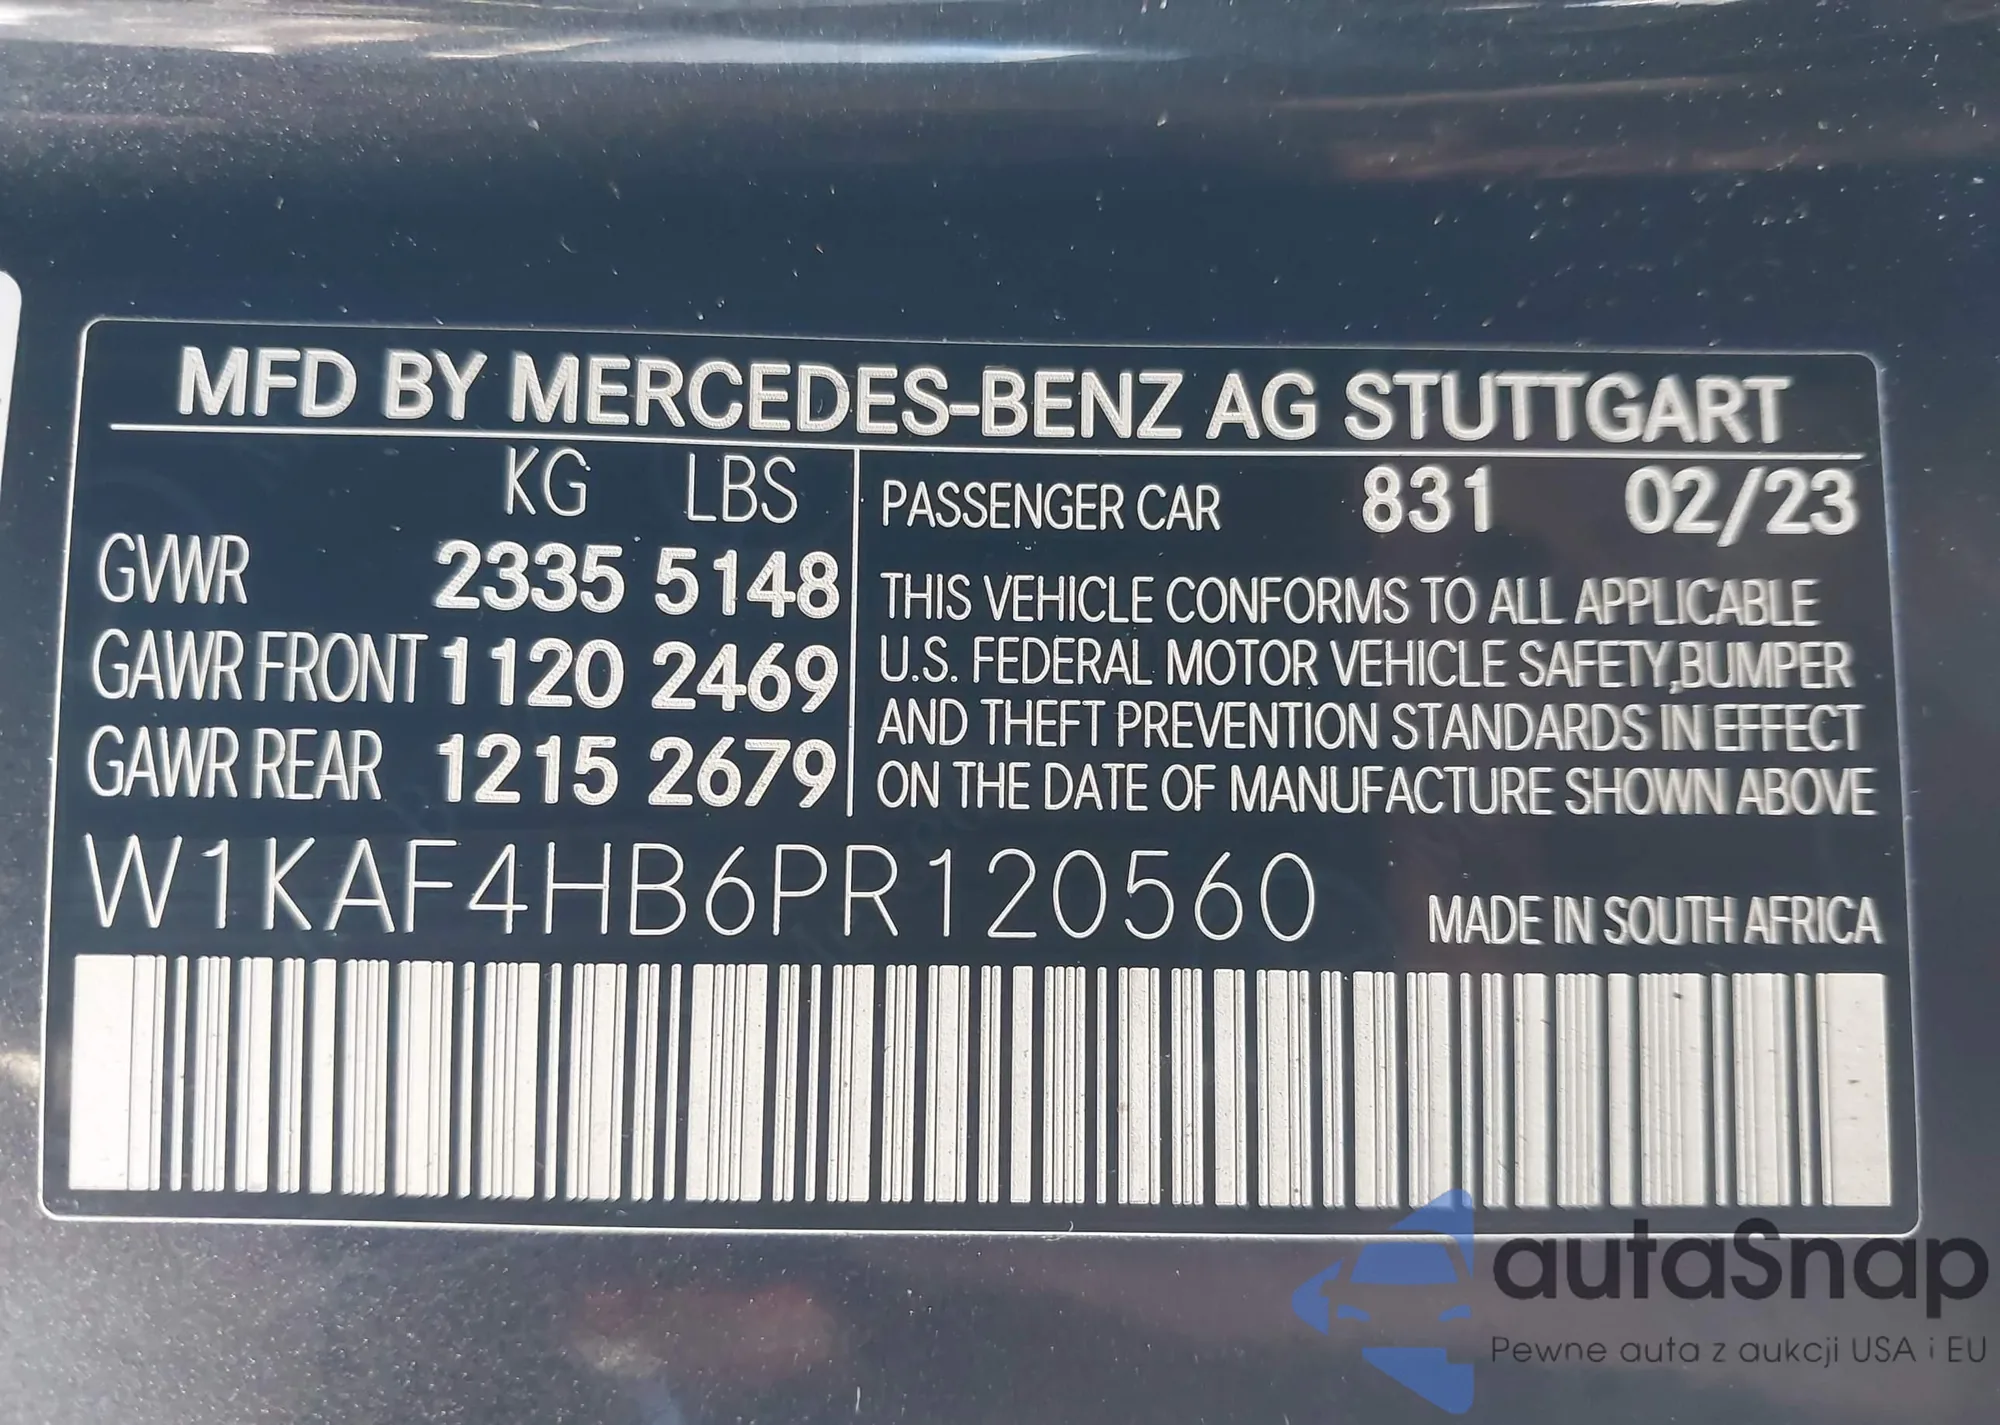 MFD BY MERCEDES-BENZ AG STUTTGART
KG LBS
GVWR 2335 5148
GAWR FRONT 1120 2469
GAWR REAR 1215 2679
PASSENGER CAR 831 02/23
THIS VEHICLE CONFORMS TO ALL APPLICABLE
U.S. FEDERAL MOTOR VEHICLE SAFETY,BUMPER
AND THEFT PREVENTION STANDARDS IN EFFECT
ON THE DATE OF MANUFACTURE SHOWN ABOVE
W1KAF4HB6PR120560
MADE IN SOUTH AFRICA
autaSnap
Pewne auta z aukcji USA i EU